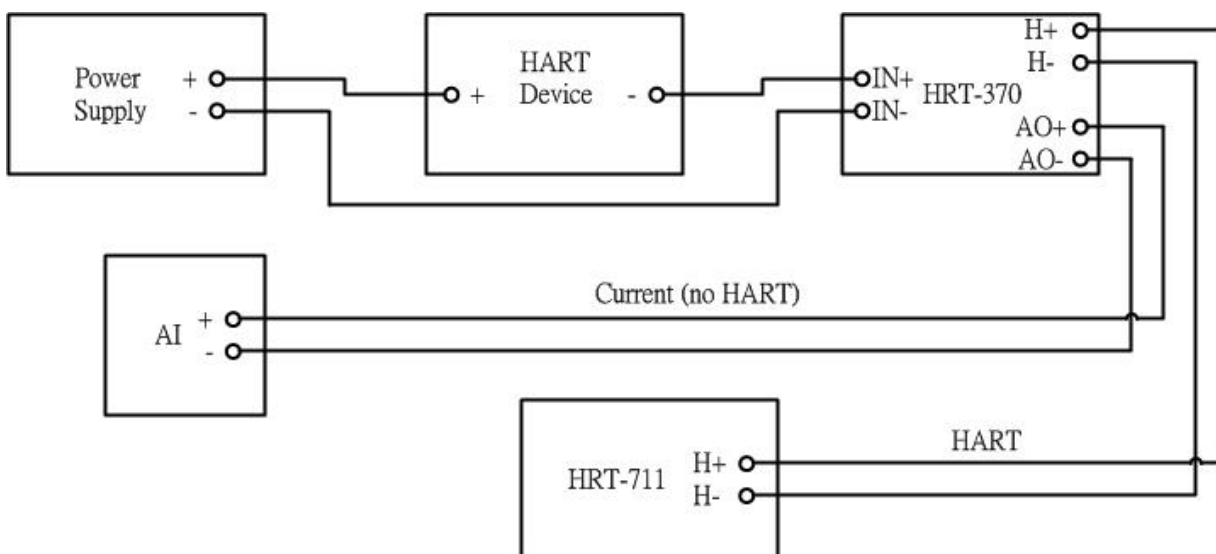 Power
Supply
+
-
HART
Device
+
-
IN+
IN-
HRT-370
H+
H-
AO+
AO-
AI
+
-
Current (no HART)
HRT-711
H+
H-
HART